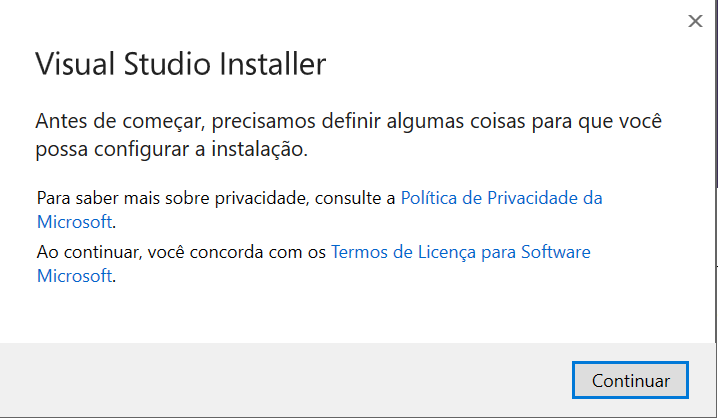 Visual Studio Installer
Antes de começar, precisamos definir algumas coisas para que você
possa configurar a instalação.
Para saber mais sobre privacidade, consulte a Política de Privacidade da
Microsoft.
Ao continuar, você concorda com os Termos de Licença para Software
Microsoft.
Continuar